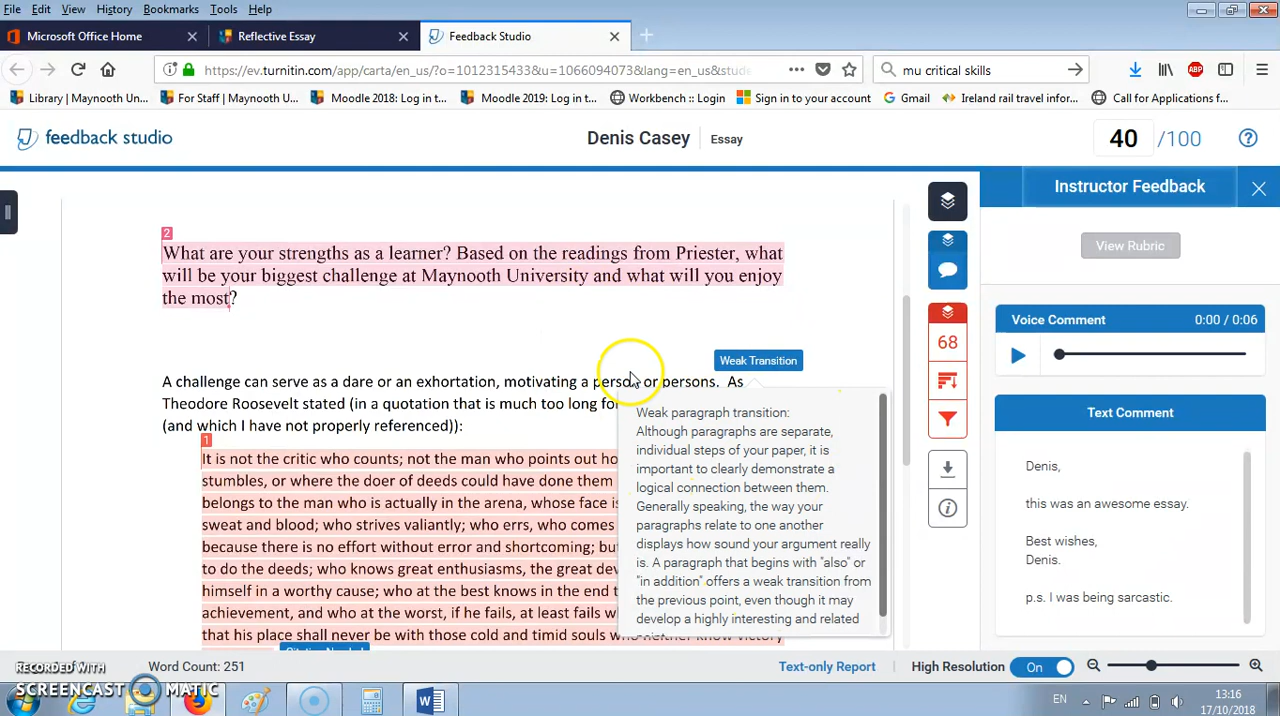 File Edit View History Bookmarks Tools Help
Microsoft Office Home Reflective Essay Feedback Studio
https://ev.turnitin.com/app/carta/en_us/?o=1012315433&u=1066094073&lang=en_us&stude mu critical skills
Library | Maynooth Un... For Staff | Maynooth U... Moodle 2018: Log in t... Moodle 2019: Log in t... Workbench :: Login Sign in to your account Gmail Ireland rail travel infor... Call for Applications f...
feedback studio Denis Casey Essay 40 /100
Instructor Feedback
View Rubric
2
What are your strengths as a learner? Based on the readings from Priester, what
will be your biggest challenge at Maynooth University and what will you enjoy
the most?
Voice Comment 0:00 / 0:06
68
Weak Transition
A challenge can serve as a dare or an exhortation, motivating a person or persons. As
Theodore Roosevelt stated (in a quotation that is much too long for
(and which I have not properly referenced)):
1
It is not the critic who counts; not the man who points out ho
stumbles, or where the doer of deeds could have done them
belongs to the man who is actually in the arena, whose face is
sweat and blood; who strives valiantly; who errs, who comes
because there is no effort without error and shortcoming; bu
to do the deeds; who knows great enthusiasms, the great dev
himself in a worthy cause; who at the best knows in the end t
achievement, and who at the worst, if he fails, at least fails w
that his place shall never be with those cold and timid souls who neither know victory
Citation Needed
Weak paragraph transition:
Although paragraphs are separate,
individual steps of your paper, it is
important to clearly demonstrate a
logical connection between them.
Generally speaking, the way your
paragraphs relate to one another
displays how sound your argument really
is. A paragraph that begins with "also" or
"in addition" offers a weak transition from
the previous point, even though it may
develop a highly interesting and related
Text Comment
Denis,
this was an awesome essay.
Best wishes,
Denis.
p.s. I was being sarcastic.
Word Count: 251 Text-only Report High Resolution On
RECORDED WITH
SCREENCAST MATIC
EN 13:16
17/10/2018